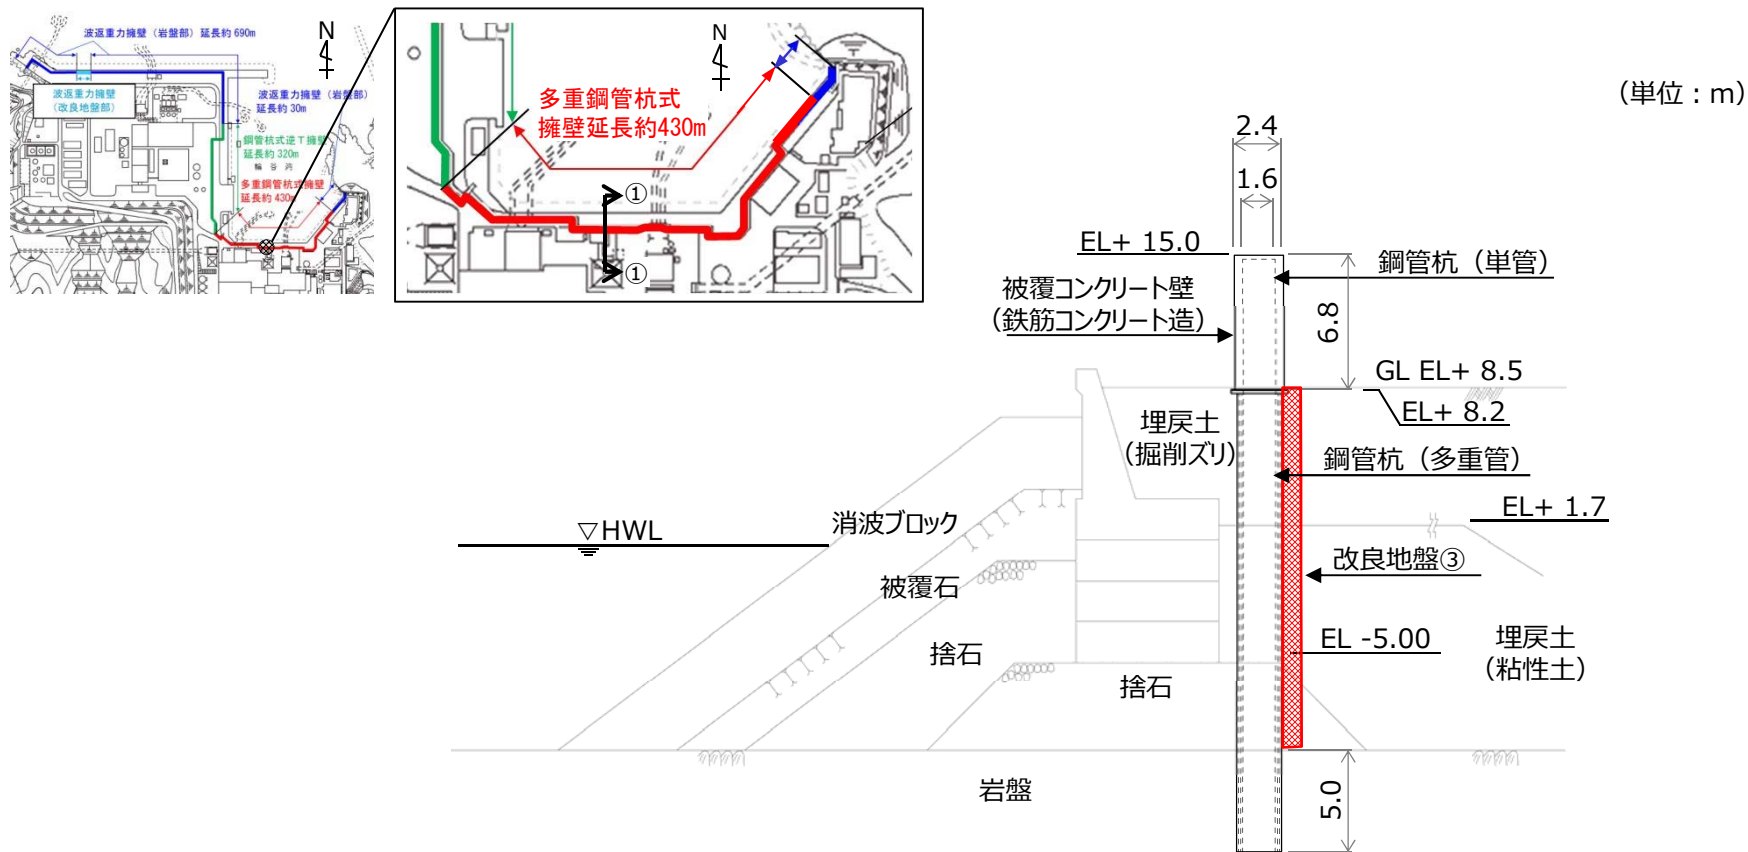 波返重力擁壁（岩盤部）延長約690m
N
波返重力擁壁
（改良地盤部）
波返重力擁壁（岩盤部）
延長約30m
鋼管杭式逆T擁壁
延長約320m
輪谷湾
多重鋼管杭式擁壁
延長約430m
N
多重鋼管杭式
擁壁延長約430m
①
①
（単位：m）
2.4
1.6
EL+ 15.0
鋼管杭（単管）
被覆コンクリート壁
（鉄筋コンクリート造）
6.8
GL EL+ 8.5
EL+ 8.2
埋戻土
（掘削ズリ）
鋼管杭（多重管）
EL+ 1.7
消波ブロック
▽HWL
改良地盤③
被覆石
捨石
EL -5.00
埋戻土
（粘性土）
捨石
岩盤
5.0